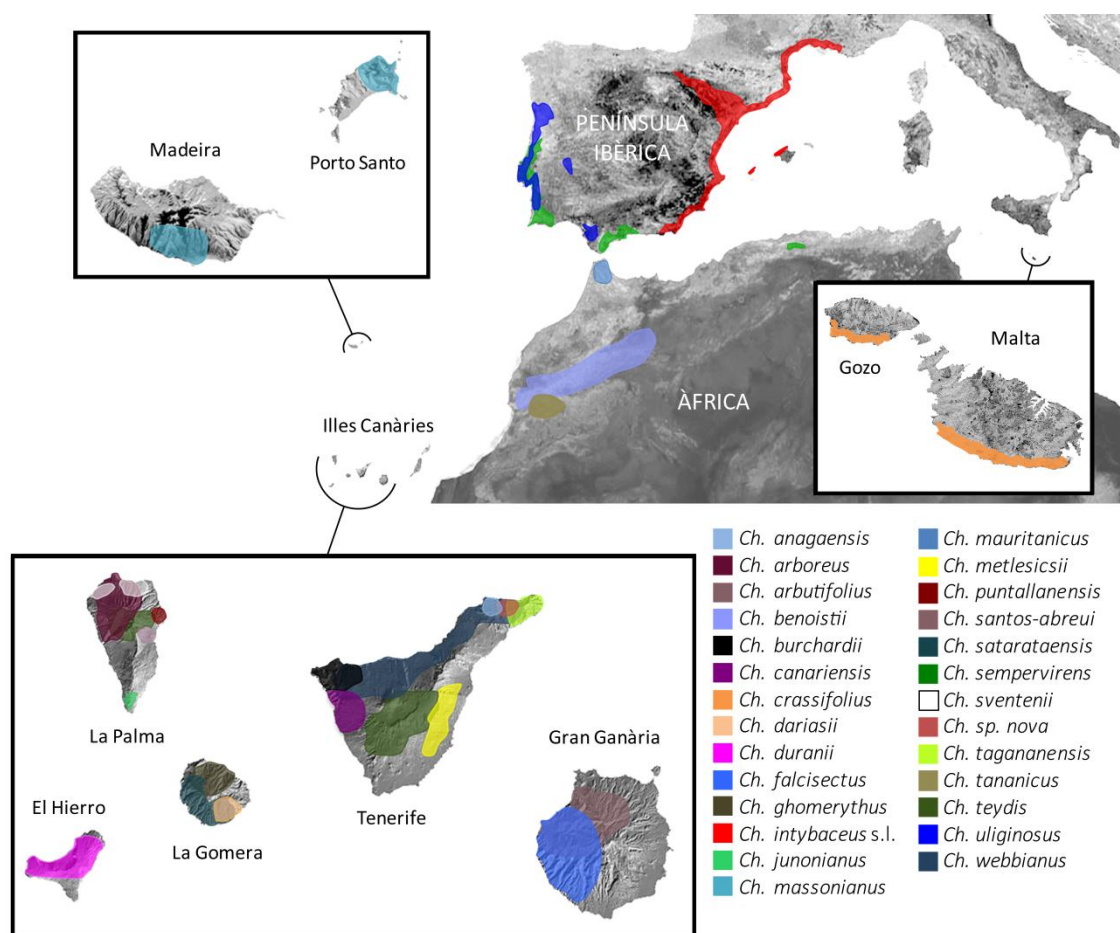 Madeira
Porto Santo
PENÍNSULA
IBÈRICA
Illes Canàries
ÀFRICA
Malta
Gozo
La Palma
El Hierro
La Gomera
Tenerife
Gran Ganària
Ch. anagaensis
Ch. arboreus
Ch. arbutifolius
Ch. benoistii
Ch. burchardii
Ch. canariensis
Ch. crassifolius
Ch. dariasii
Ch. duranii
Ch. falcisectus
Ch. ghomerythus
Ch. intybaceus s.l.
Ch. junonianus
Ch. massonianus
Ch. mauritanicus
Ch. metlesicsii
Ch. puntallanensis
Ch. santos-abreui
Ch. satarataensis
Ch. sempervirens
Ch. sventenii
Ch. sp. nova
Ch. tagananensis
Ch. tananicus
Ch. teydis
Ch. uliginosus
Ch. webbianus